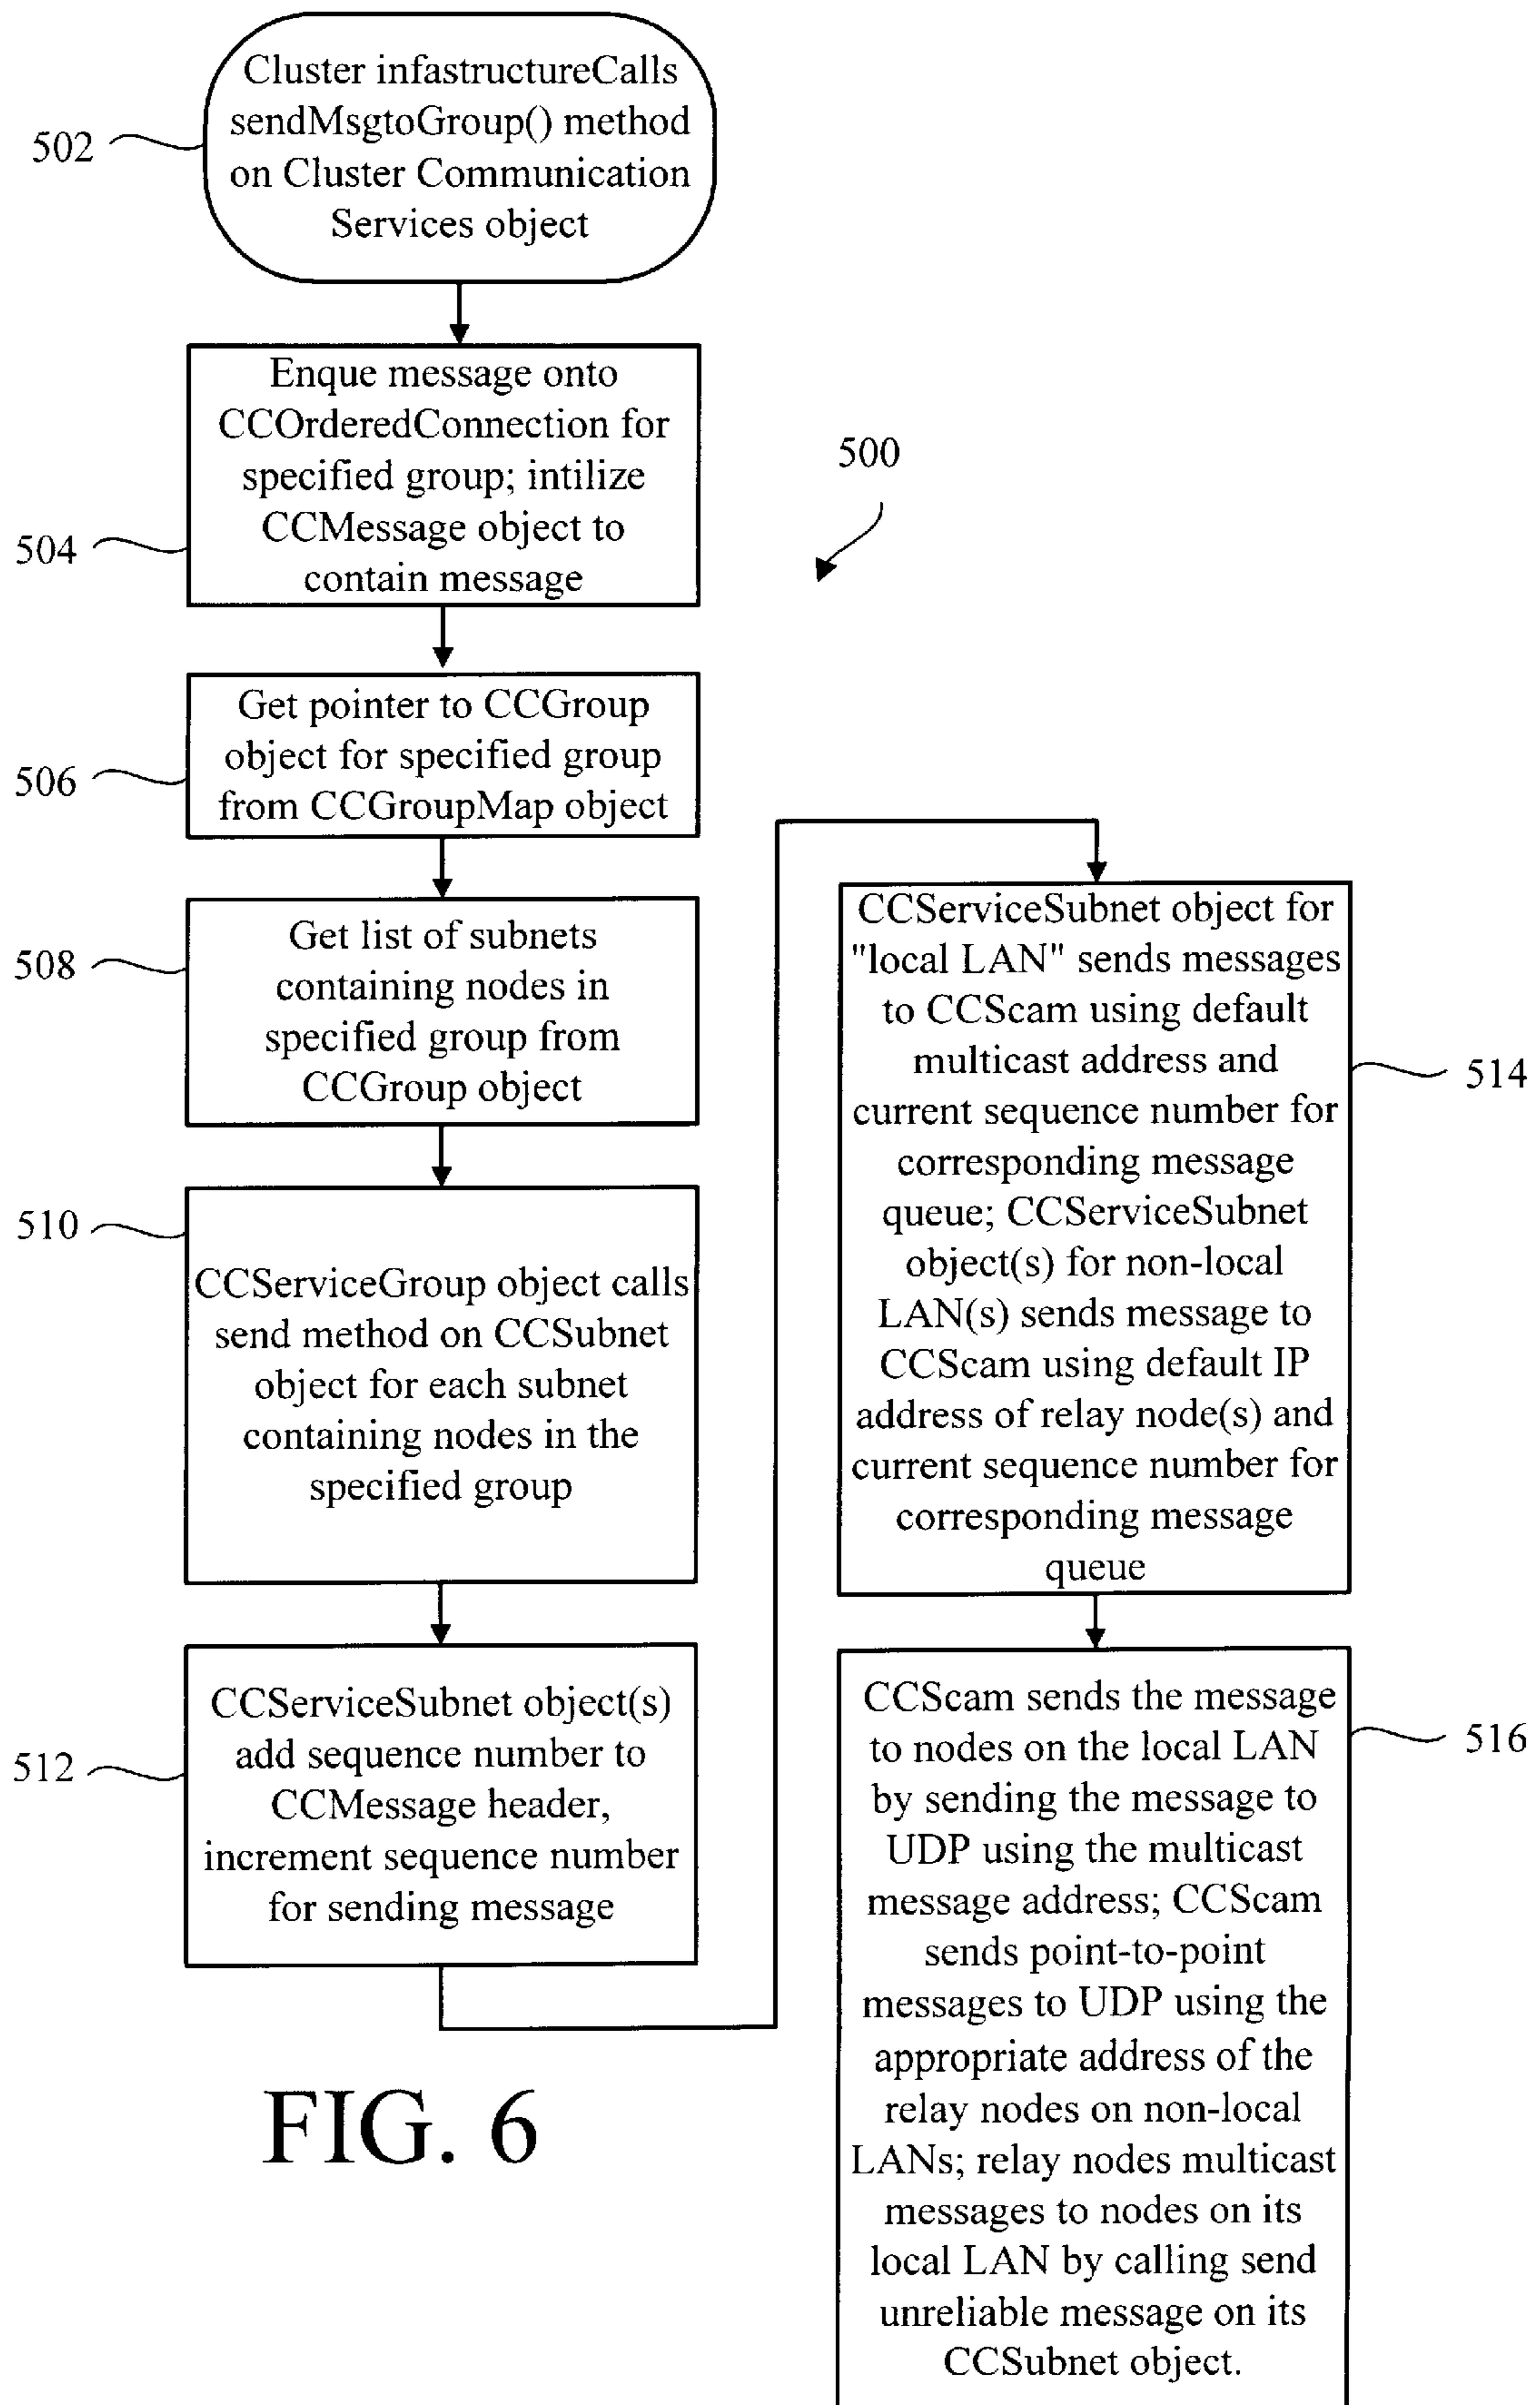 502
Cluster infastructureCalls
sendMsgtoGroup() method
on Cluster Communication
Services object
504
Enque message onto
CCOrderedConnection for
specified group; intilize
CCMessage object to
contain message
500
506
Get pointer to CCGroup
object for specified group
from CCGroupMap object
508
Get list of subnets
containing nodes in
specified group from
CCGroup object
510
CCServiceGroup object calls
send method on CCSubnet
object for each subnet
containing nodes in the
specified group
512
CCServiceSubnet object(s)
add sequence number to
CCMessage header,
increment sequence number
for sending message
CCServiceSubnet object for
"local LAN" sends messages
to CCScam using default
multicast address and
current sequence number for
corresponding message
queue; CCServiceSubnet
object(s) for non-local
LAN(s) sends message to
CCScam using default IP
address of relay node(s) and
current sequence number for
corresponding message
queue
514
CCScam sends the message
to nodes on the local LAN
by sending the message to
UDP using the multicast
message address; CCScam
sends point-to-point
messages to UDP using the
appropriate address of the
relay nodes on non-local
LANs; relay nodes multicast
messages to nodes on its
local LAN by calling send
unreliable message on its
CCSubnet object.
516
FIG. 6